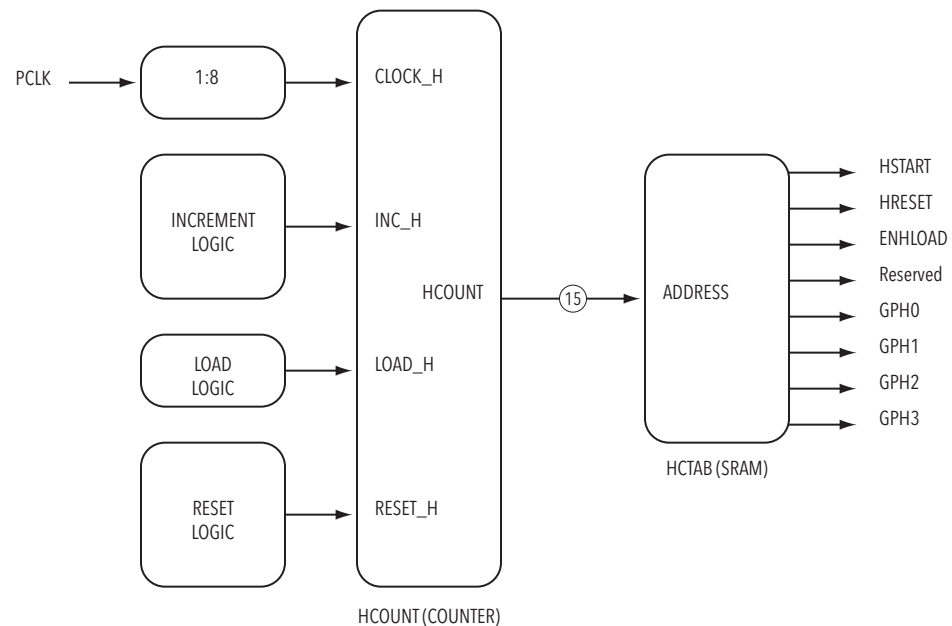 PCLK
1:8
CLOCK_H
INCREMENT
LOGIC
INC_H
HCOUNT
LOAD
LOGIC
LOAD_H
RESET
LOGIC
RESET_H
HCOUNT (COUNTER)
15
ADDRESS
HCTAB (SRAM)
HSTART
HRESET
ENHLOAD
Reserved
GPH0
GPH1
GPH2
GPH3